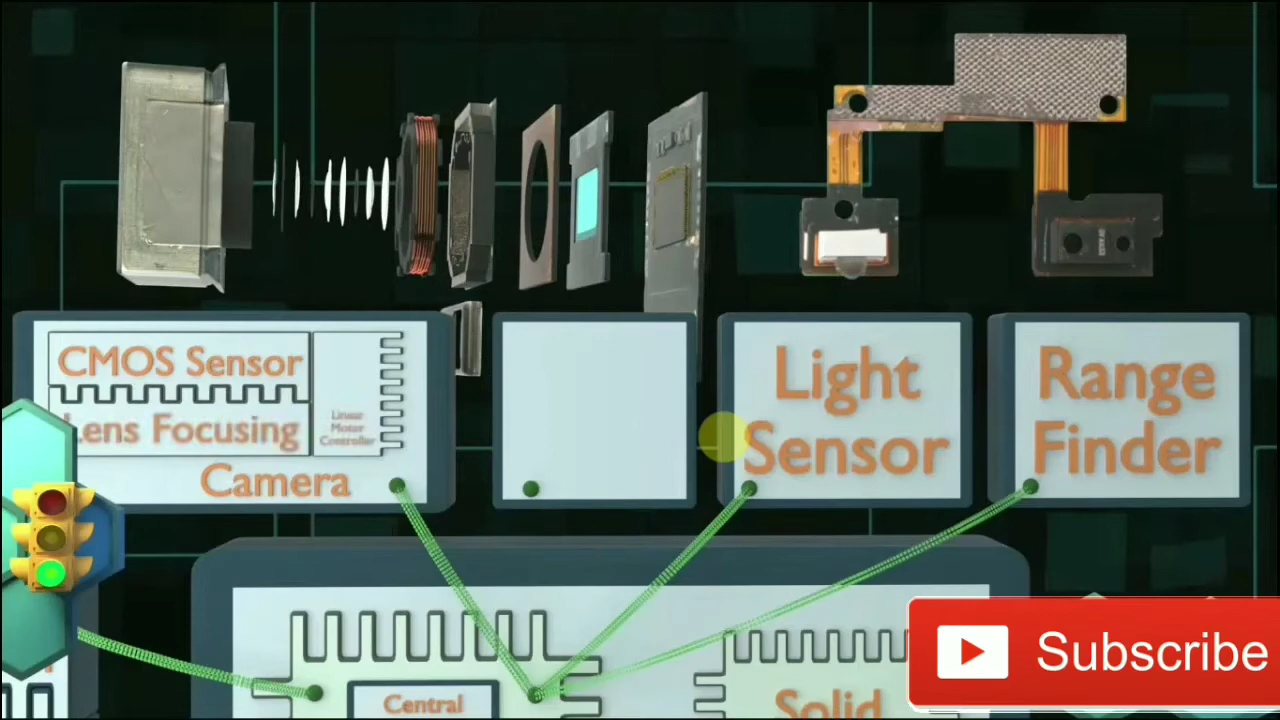 CMOS Sensor
Lens Focusing
Linear
Motor
Controller
Camera
Light
Sensor
Range
Finder
Central
Solid
Subscribe